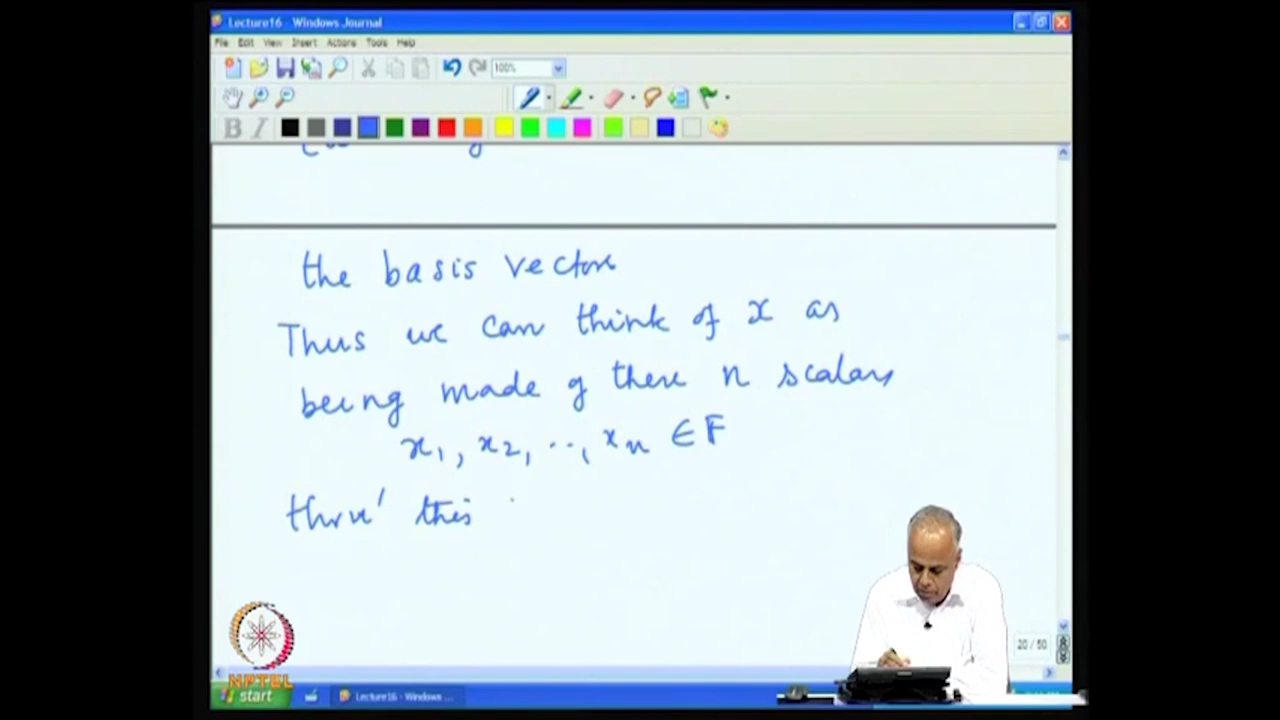 Lecture16 - Windows Journal
File Edit View Insert Actions Tools Help
100%
B I
the basis vectors
Thus we can think of x as
being made of these n scalars
x₁, x₂, ..., xₙ ∈ F
thru' this
20 / 50
NPTEL
start Lecture16 - Windows ...